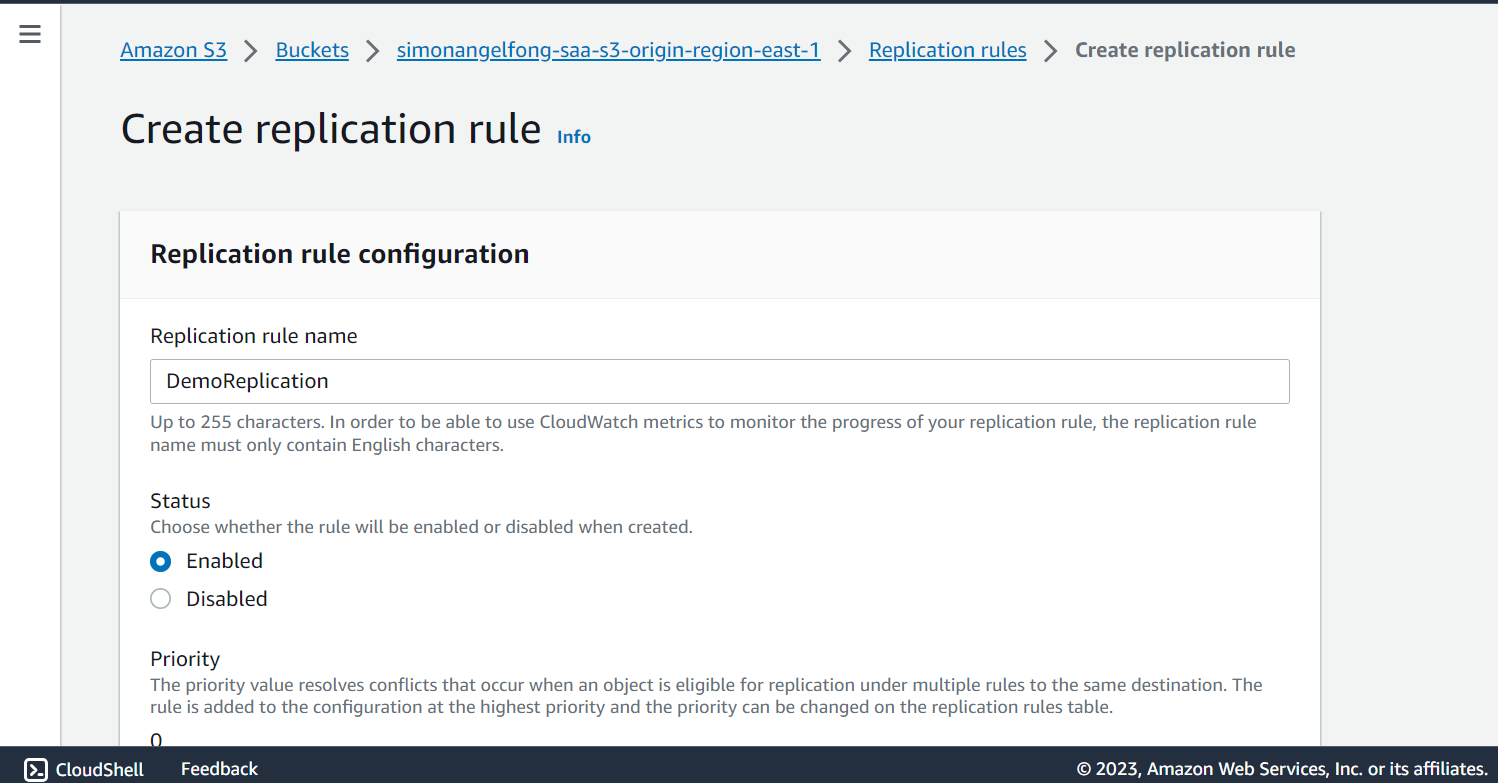 Amazon S3 > Buckets > simonangelfong-saa-s3-origin-region-east-1 > Replication rules > Create replication rule
Create replication rule Info
Replication rule configuration
Replication rule name
DemoReplication
Up to 255 characters. In order to be able to use CloudWatch metrics to monitor the progress of your replication rule, the replication rule
name must only contain English characters.
Status
Choose whether the rule will be enabled or disabled when created.
Enabled
Disabled
Priority
The priority value resolves conflicts that occur when an object is eligible for replication under multiple rules to the same destination. The
rule is added to the configuration at the highest priority and the priority can be changed on the replication rules table.
0
CloudShell Feedback © 2023, Amazon Web Services, Inc. or its affiliates.